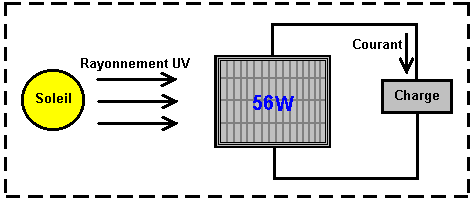 Courant
Rayonnement UV
Soleil
56W
Charge